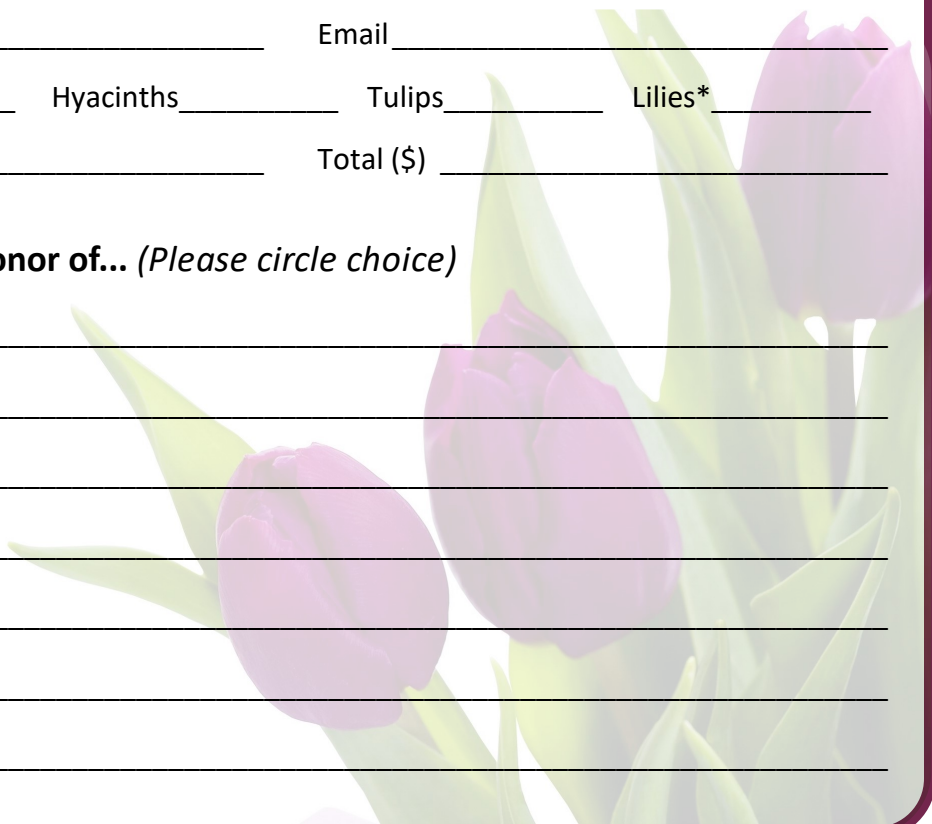 Email
Hyacinths Tulips Lilies*
Total ($)
onor of... (Please circle choice)